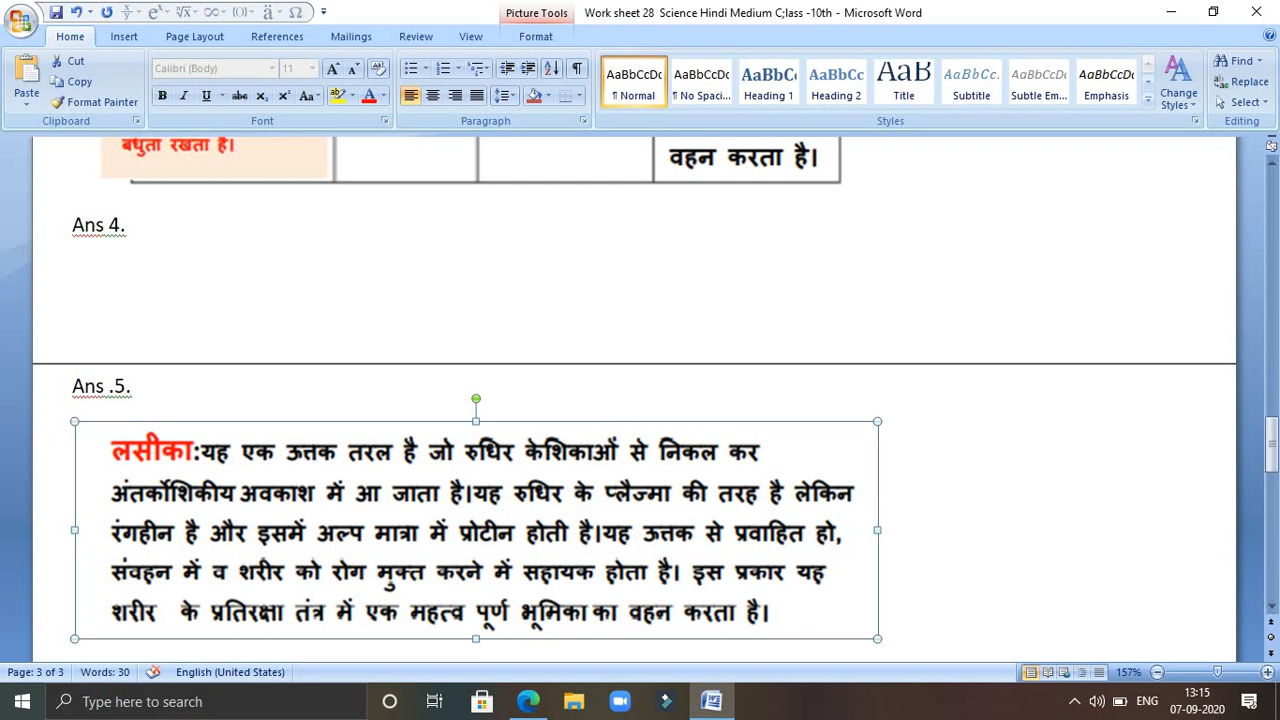 Picture Tools
Work sheet 28 Science Hindi Medium C;lass -10th - Microsoft Word
Home Insert Page Layout References Mailings Review View Format
Paste
Cut
Copy
Format Painter
Clipboard
Calibri (Body) 11
B I U abc x₂ x² Aa
Font
Paragraph
AaBbCcDc AaBbCcDc AaBbCc AaBbCc AaB AaBbCc. AaBbCcDc AaBbCcDc
¶ Normal ¶ No Spaci... Heading 1 Heading 2 Title Subtitle Subtle Em... Emphasis
Change Styles
Styles
Find
Replace
Select
Editing
बधुता रखता है।
वहन करता है।
Ans 4.
Ans .5.
लसीका:यह एक ऊत्तक तरल है जो रुधिर केशिकाओं से निकल कर
अंतर्कोशिकीय अवकाश में आ जाता है।यह रुधिर के प्लैज्मा की तरह है लेकिन
रंगहीन है और इसमें अल्प मात्रा में प्रोटीन होती है।यह ऊत्तक से प्रवाहित हो,
संवहन में व शरीर को रोग मुक्त करने में सहायक होता है। इस प्रकार यह
शरीर के प्रतिरक्षा तंत्र में एक महत्व पूर्ण भूमिका का वहन करता है।
Page: 3 of 3 Words: 30 English (United States) 157%
Type here to search
ENG
13:15
07-09-2020